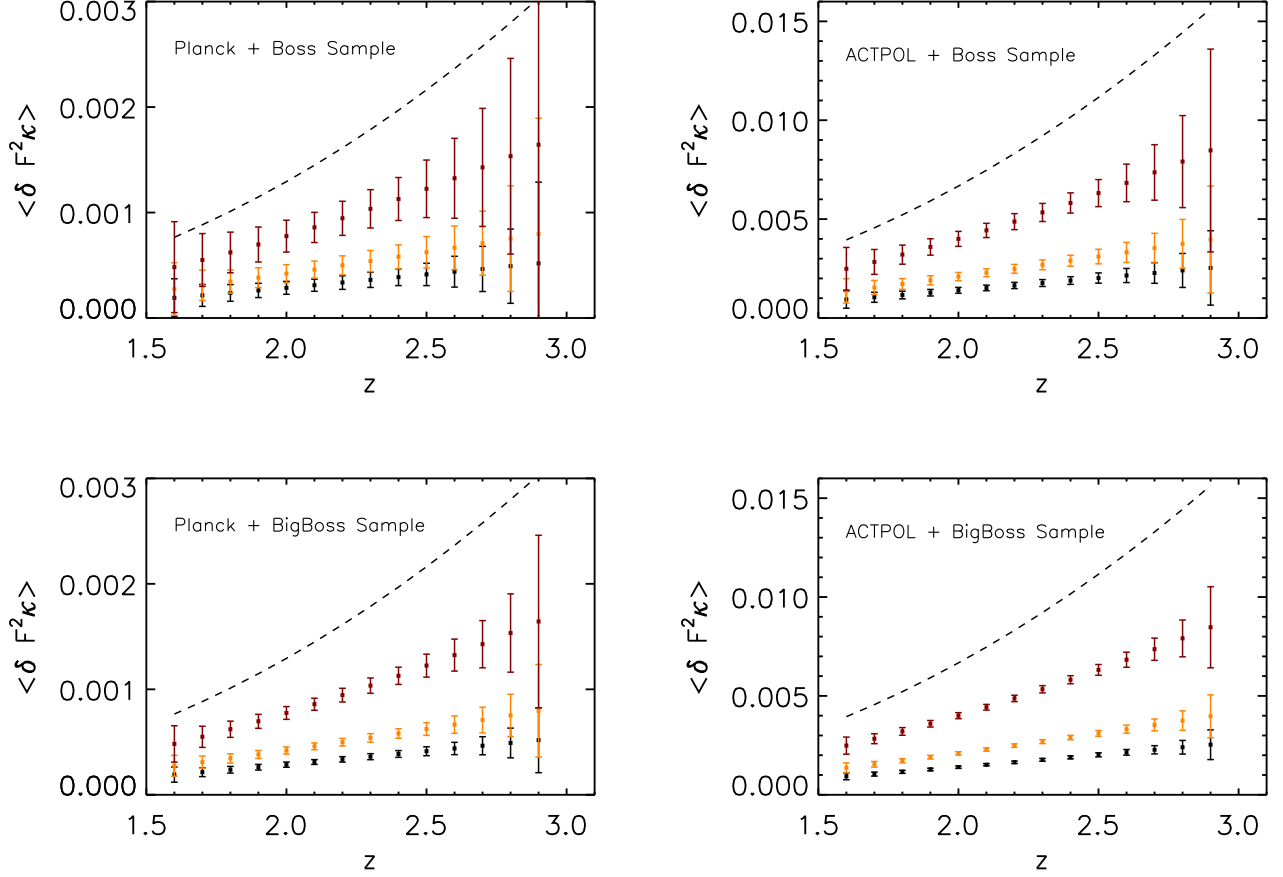 Planck + Boss Sample
<δ F²κ>
0.003
0.002
0.001
0.000
1.5 2.0 2.5 3.0
z
ACTPOL + Boss Sample
<δ F²κ>
0.015
0.010
0.005
0.000
1.5 2.0 2.5 3.0
z
Planck + BigBoss Sample
<δ F²κ>
0.003
0.002
0.001
0.000
1.5 2.0 2.5 3.0
z
ACTPOL + BigBoss Sample
<δ F²κ>
0.015
0.010
0.005
0.000
1.5 2.0 2.5 3.0
z